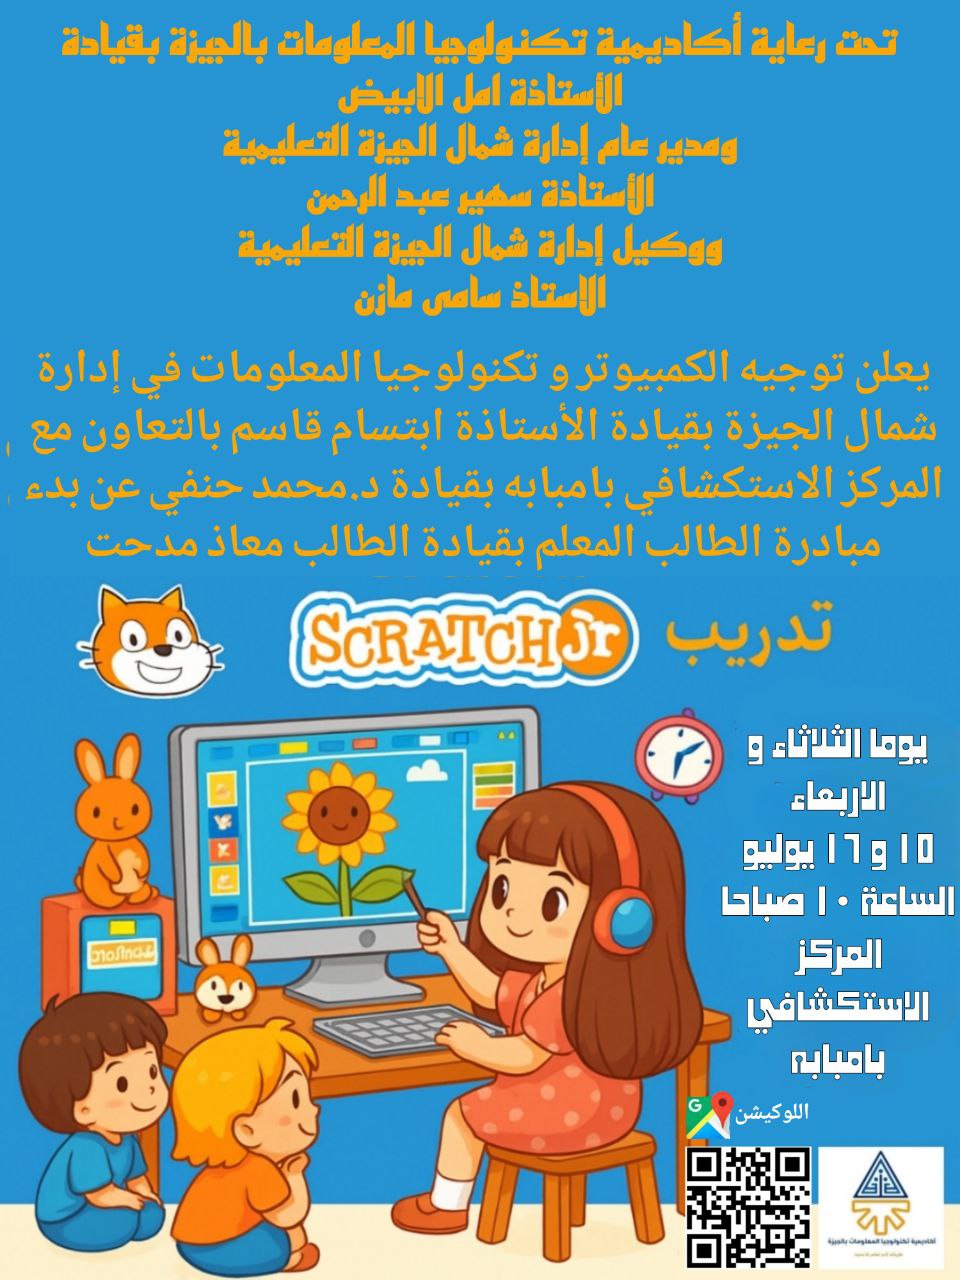 تحت رعاية أكاديمية تكنولوجيا المعلومات بالجيزة بقيادة
الأستاذة امل الابيض
ومدير عام إدارة شمال الجيزة التعليمية
الأستاذة سهير عبد الرحمن
ووكيل إدارة شمال الجيزة التعليمية
الاستاذ سامى مازن
يعلن توجيه الكمبيوتر و تكنولوجيا المعلومات في إدارة
شمال الجيزة بقيادة الأستاذة ابتسام قاسم بالتعاون مع
المركز الاستكشافي بامبابه بقيادة د.محمد حنفي عن بدء
مبادرة الطالب المعلم بقيادة الطالب معاذ مدحت
تدريب SCRATCH jr
يوما الثلاثاء و
الاربعاء
١٥ و ١٦ يوليو
الساعة ١٠ صباحا
المركز
الاستكشافي
بامبابه
اللوكيشن
G
أكاديمية تكنولوجيا المعلومات بالجيزة